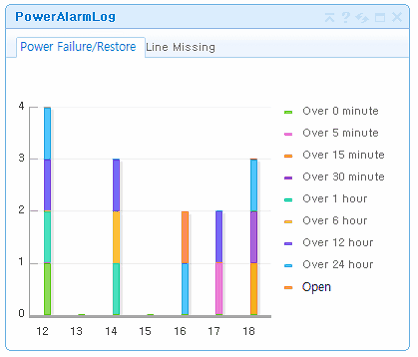 PowerAlarmLog
Power Failure/Restore Line Missing
4
3
2
1
0
12 13 14 15 16 17 18
Over 0 minute
Over 5 minute
Over 15 minute
Over 30 minute
Over 1 hour
Over 6 hour
Over 12 hour
Over 24 hour
Open